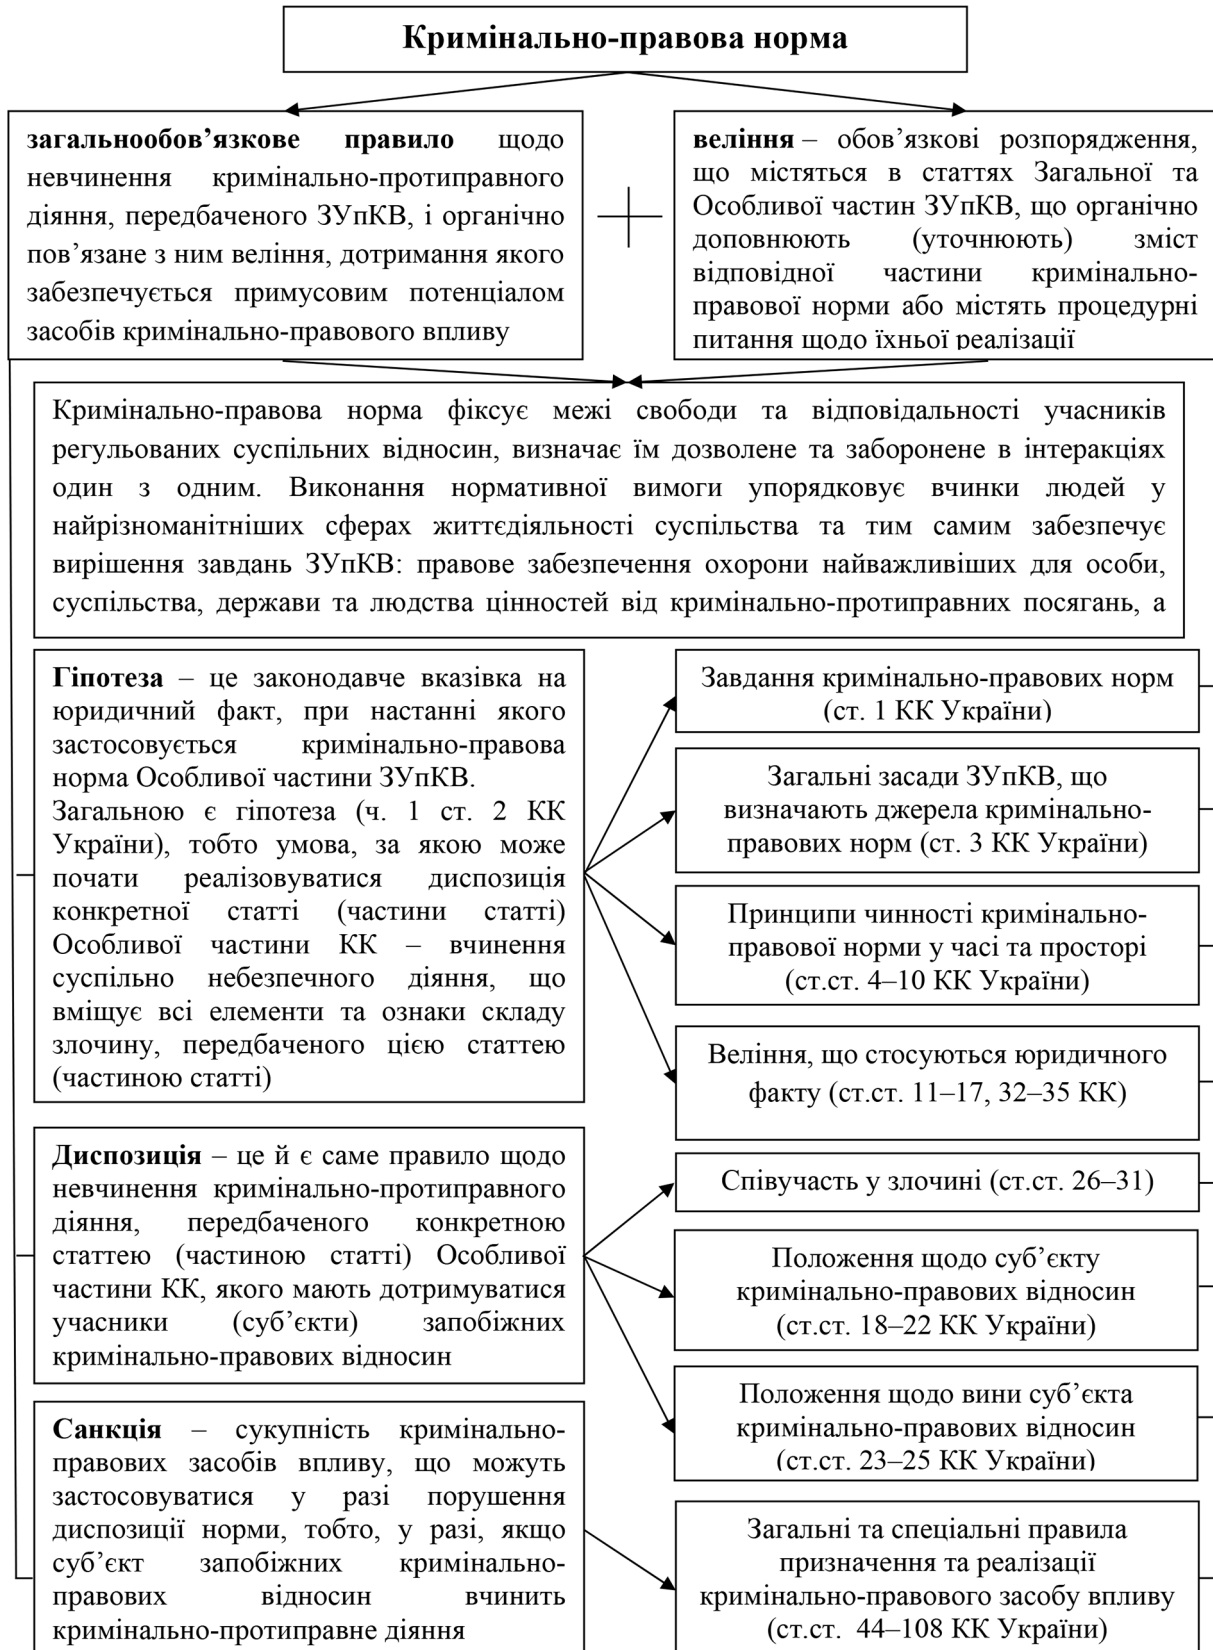 Кримінально-правова норма
загальнообов’язкове правило щодо
невчинення кримінально-протиправного
діяння, передбаченого ЗУпКВ, і органічно
пов’язане з ним веління, дотримання якого
забезпечується примусовим потенціалом
засобів кримінально-правового впливу
веління – обов’язкові розпорядження,
що містяться в статтях Загальної та
Особливої частин ЗУпКВ, що органічно
доповнюють (уточнюють) зміст
відповідної частини кримінально-
правової норми або містять процедурні
питання щодо їхньої реалізації
Кримінально-правова норма фіксує межі свободи та відповідальності учасників
регульованих суспільних відносин, визначає їм дозволене та заборонене в інтеракціях
один з одним. Виконання нормативної вимоги упорядковує вчинки людей у
найрізноманітніших сферах життєдіяльності суспільства та тим самим забезпечує
вирішення завдань ЗУпКВ: правове забезпечення охорони найважливіших для особи,
суспільства, держави та людства цінностей від кримінально-протиправних посягань, а
Гіпотеза – це законодавче вказівка на
юридичний факт, при настанні якого
застосовується кримінально-правова
норма Особливої частини ЗУпКВ.
Загальною є гіпотеза (ч. 1 ст. 2 КК
України), тобто умова, за якою може
почати реалізовуватися диспозиція
конкретної статті (частини статті)
Особливої частини КК – вчинення
суспільно небезпечного діяння, що
вміщує всі елементи та ознаки складу
злочину, передбаченого цією статтею
(частиною статті)
Завдання кримінально-правових норм
(ст. 1 КК України)
Загальні засади ЗУпКВ, що
визначають джерела кримінально-
правових норм (ст. 3 КК України)
Принципи чинності кримінально-
правової норми у часі та просторі
(ст.ст. 4–10 КК України)
Веління, що стосуються юридичного
факту (ст.ст. 11–17, 32–35 КК)
Диспозиція – це й є саме правило щодо
невчинення кримінально-протиправного
діяння, передбаченого конкретною
статтею (частиною статті) Особливої
частини КК, якого мають дотримуватися
учасники (суб’єкти) запобіжних
кримінально-правових відносин
Співучасть у злочині (ст.ст. 26–31)
Положення щодо суб’єкту
кримінально-правових відносин
(ст.ст. 18–22 КК України)
Положення щодо вини суб’єкта
кримінально-правових відносин
(ст.ст. 23–25 КК України)
Санкція – сукупність кримінально-
правових засобів впливу, що можуть
застосовуватися у разі порушення
диспозиції норми, тобто, у разі, якщо
суб’єкт запобіжних кримінально-
правових відносин вчинить
кримінально-протиправне діяння
Загальні та спеціальні правила
призначення та реалізації
кримінально-правового засобу впливу
(ст.ст. 44–108 КК України)